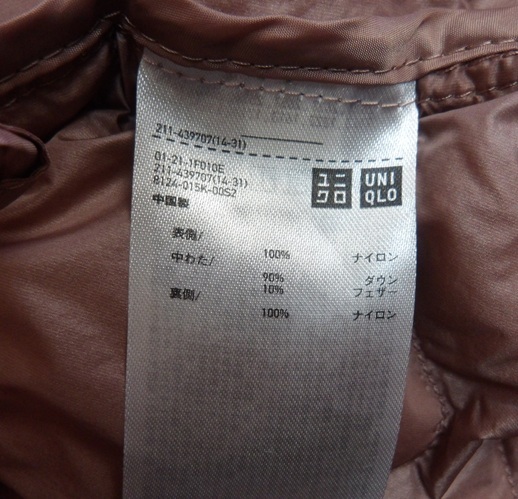 211-439707(14-31)
01-21-1F010E
211-439707(14-31)
8124-015K-00S2
中国製
ユニ
クロ
UNI
QLO
表側/
100% ナイロン
中わた/
90% ダウン
10% フェザー
裏側/
100% ナイロン